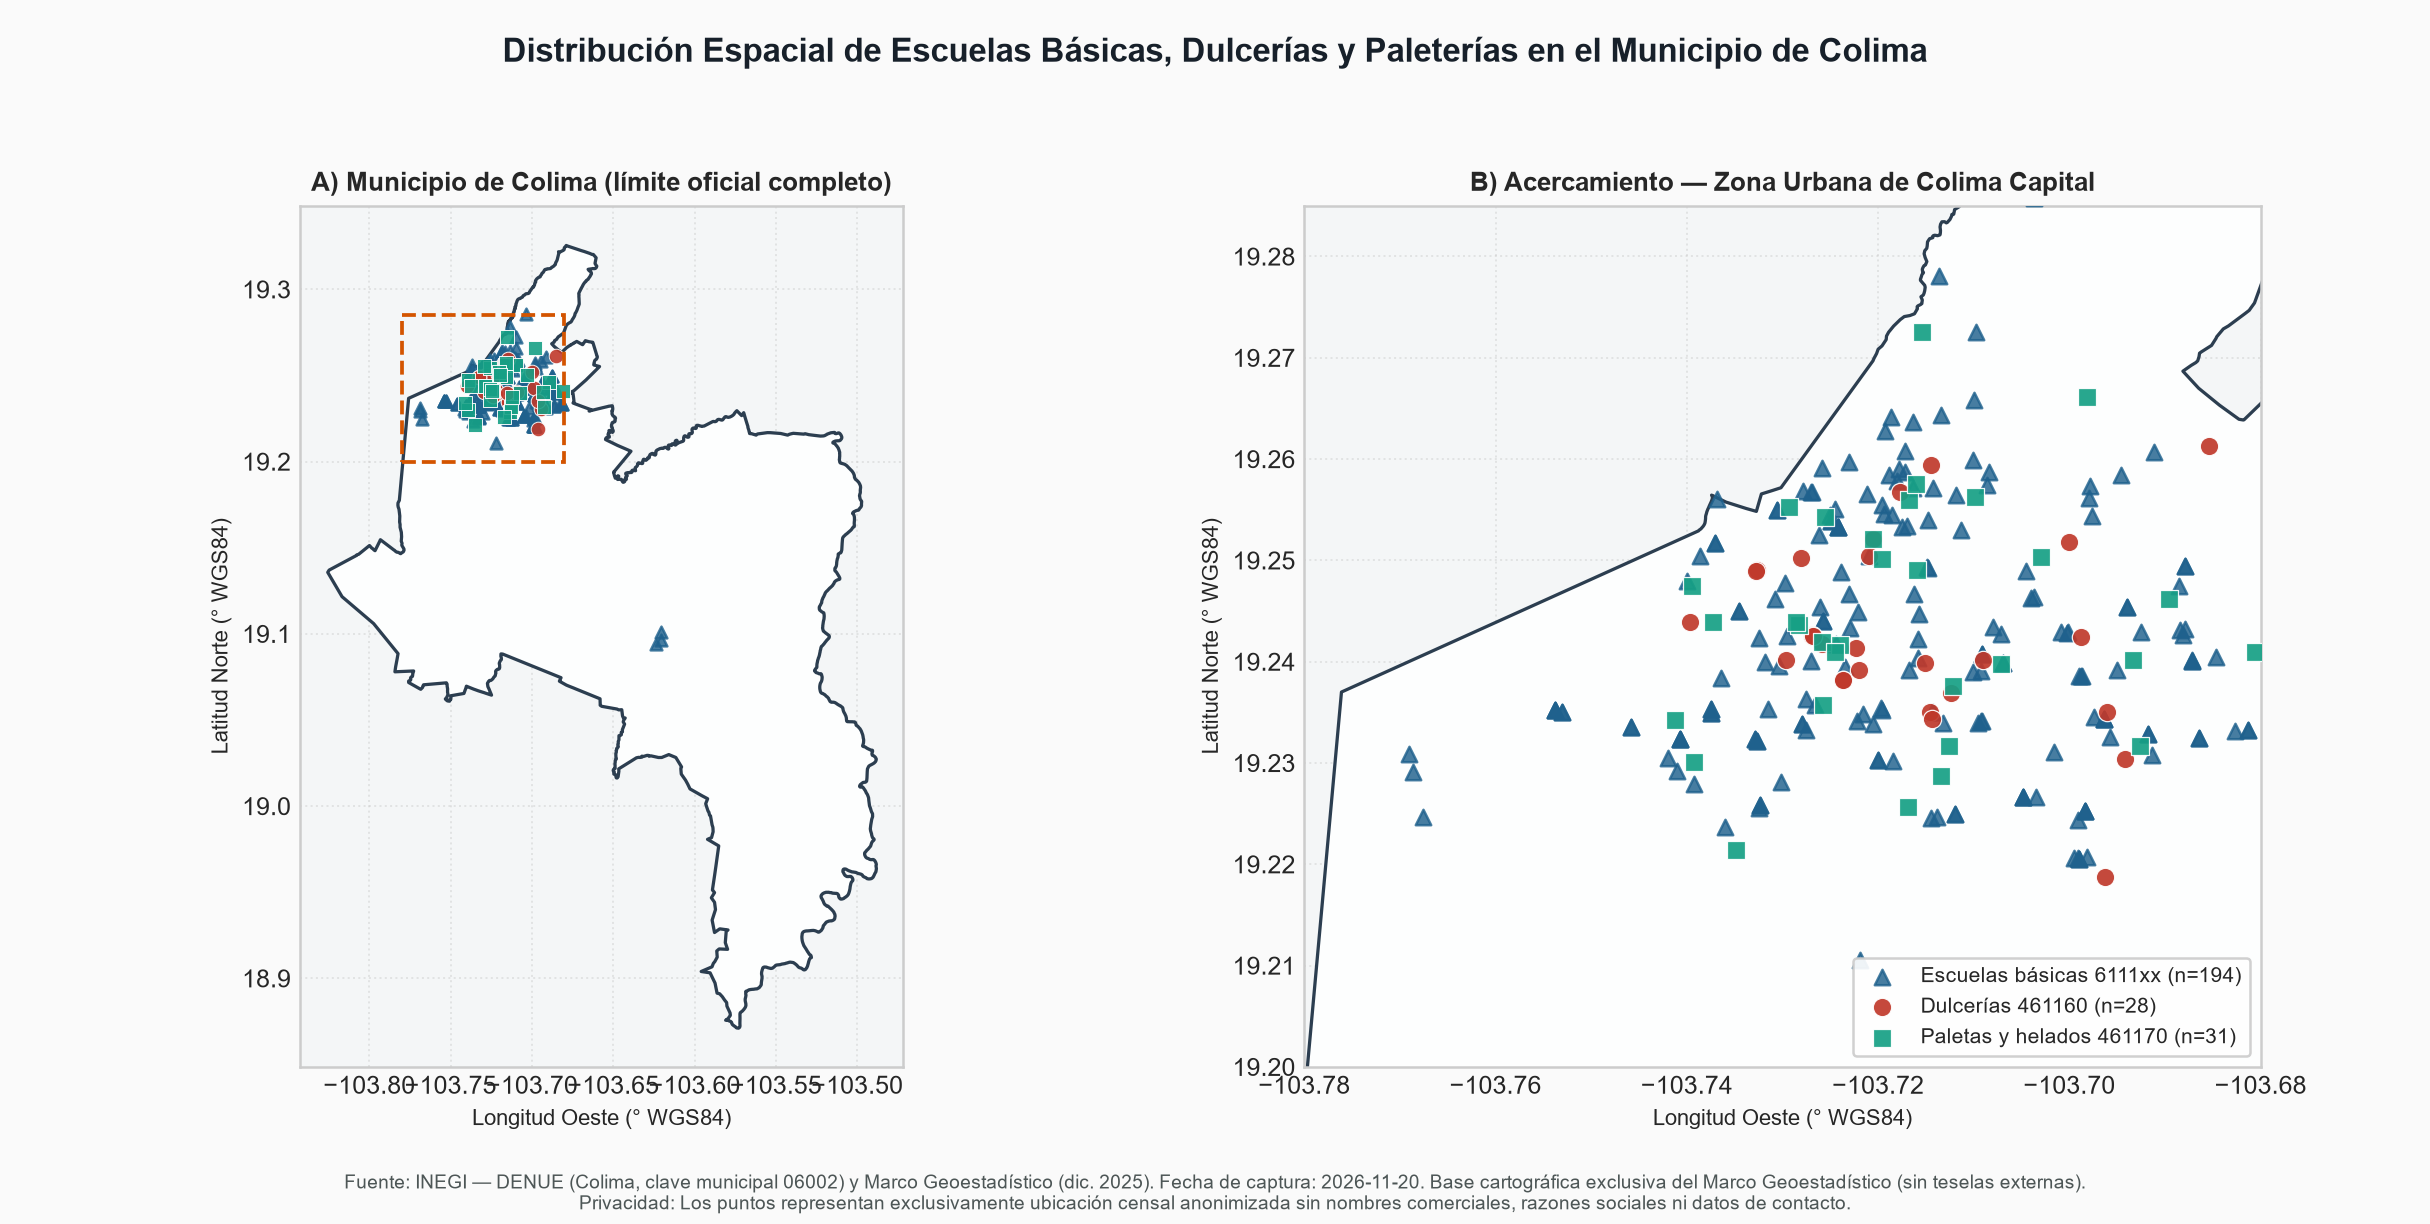 Distribución Espacial de Escuelas Básicas, Dulcerías y Paleterías en el Municipio de Colima
A) Municipio de Colima (límite oficial completo)
19.3
19.2
19.1
19.0
18.9
Latitud Norte (° WGS84)
−103.80
−103.75
−103.70
−103.65
−103.60
−103.55
−103.50
Longitud Oeste (° WGS84)
B) Acercamiento — Zona Urbana de Colima Capital
19.28
19.27
19.26
19.25
19.24
19.23
19.22
19.21
19.20
Latitud Norte (° WGS84)
Escuelas básicas 6111xx (n=194)
Dulcerías 461160 (n=28)
Paletas y helados 461170 (n=31)
−103.78
−103.76
−103.74
−103.72
−103.70
−103.68
Longitud Oeste (° WGS84)
Fuente: INEGI — DENUE (Colima, clave municipal 06002) y Marco Geoestadístico (dic. 2025). Fecha de captura: 2026-11-20. Base cartográfica exclusiva del Marco Geoestadístico (sin teselas externas).
Privacidad: Los puntos representan exclusivamente ubicación censal anonimizada sin nombres comerciales, razones sociales ni datos de contacto.